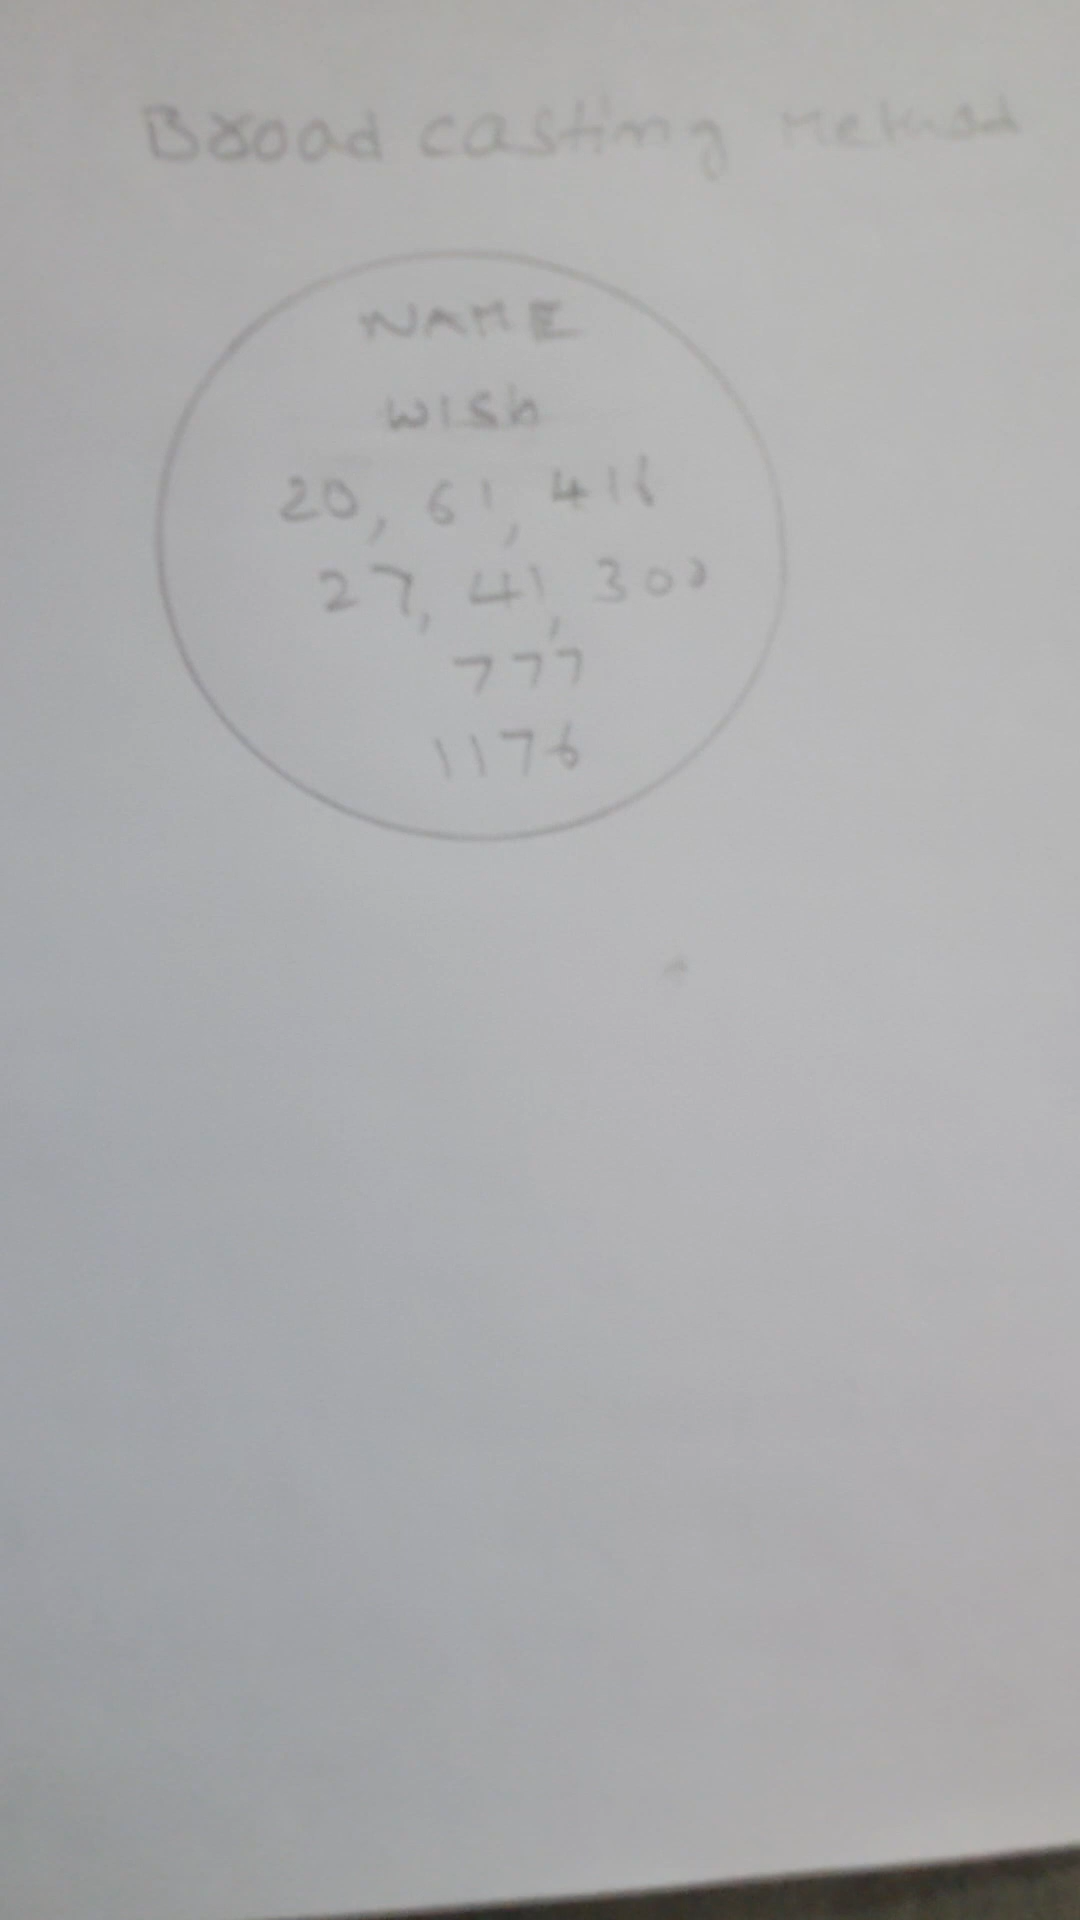 Broad casting Method
NAME
Wish
20, 61, 416
27, 41, 300
777
1176